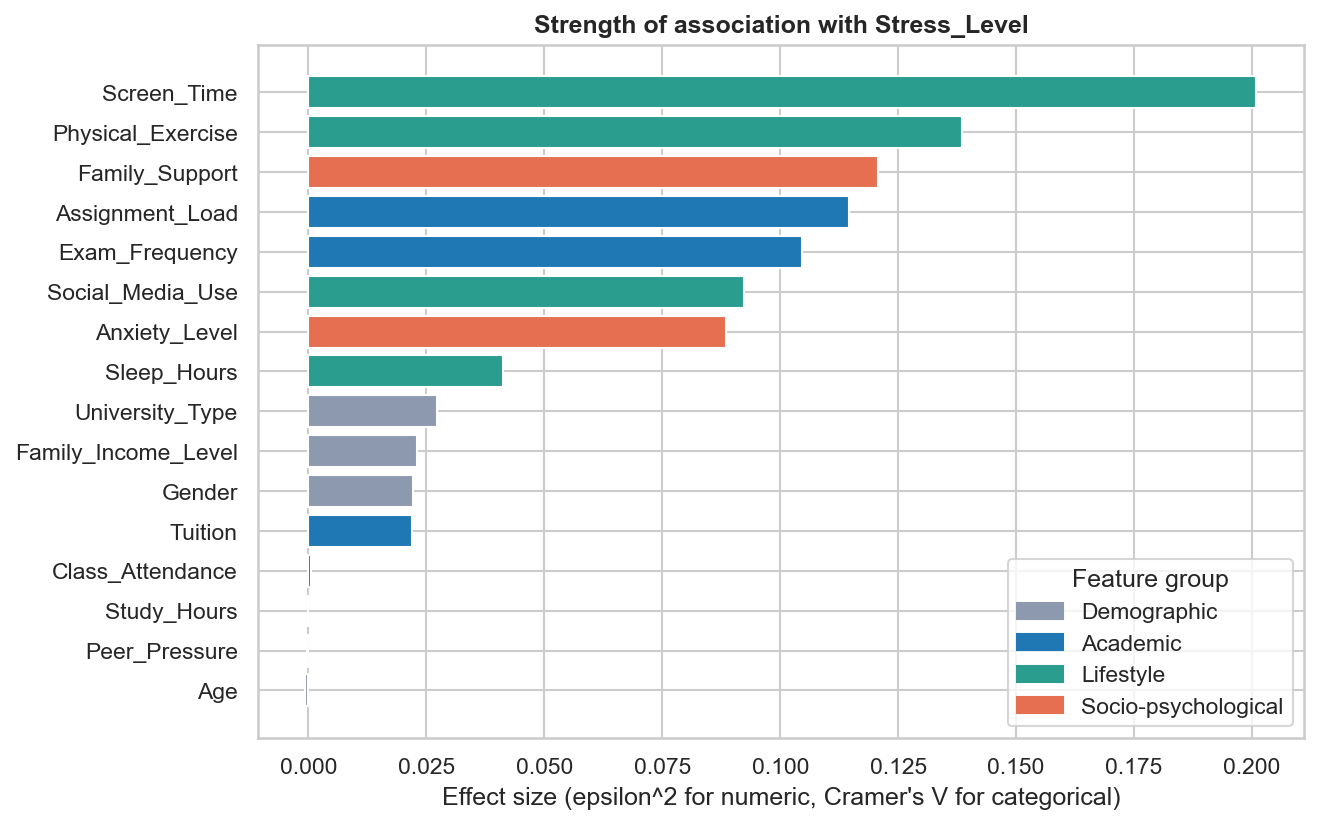 Strength of association with Stress_Level
Screen_Time
Physical_Exercise
Family_Support
Assignment_Load
Exam_Frequency
Social_Media_Use
Anxiety_Level
Sleep_Hours
University_Type
Family_Income_Level
Gender
Tuition
Class_Attendance
Study_Hours
Peer_Pressure
Age
Feature group
Demographic
Academic
Lifestyle
Socio-psychological
0.000 0.025 0.050 0.075 0.100 0.125 0.150 0.175 0.200
Effect size (epsilon^2 for numeric, Cramer's V for categorical)